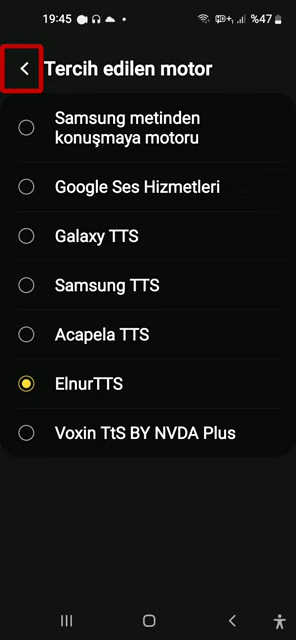 19:45 %47
Tercih edilen motor
Samsung metinden
konuşmaya motoru
Google Ses Hizmetleri
Galaxy TTS
Samsung TTS
Acapela TTS
ElnurTTS
Voxin TtS BY NVDA Plus